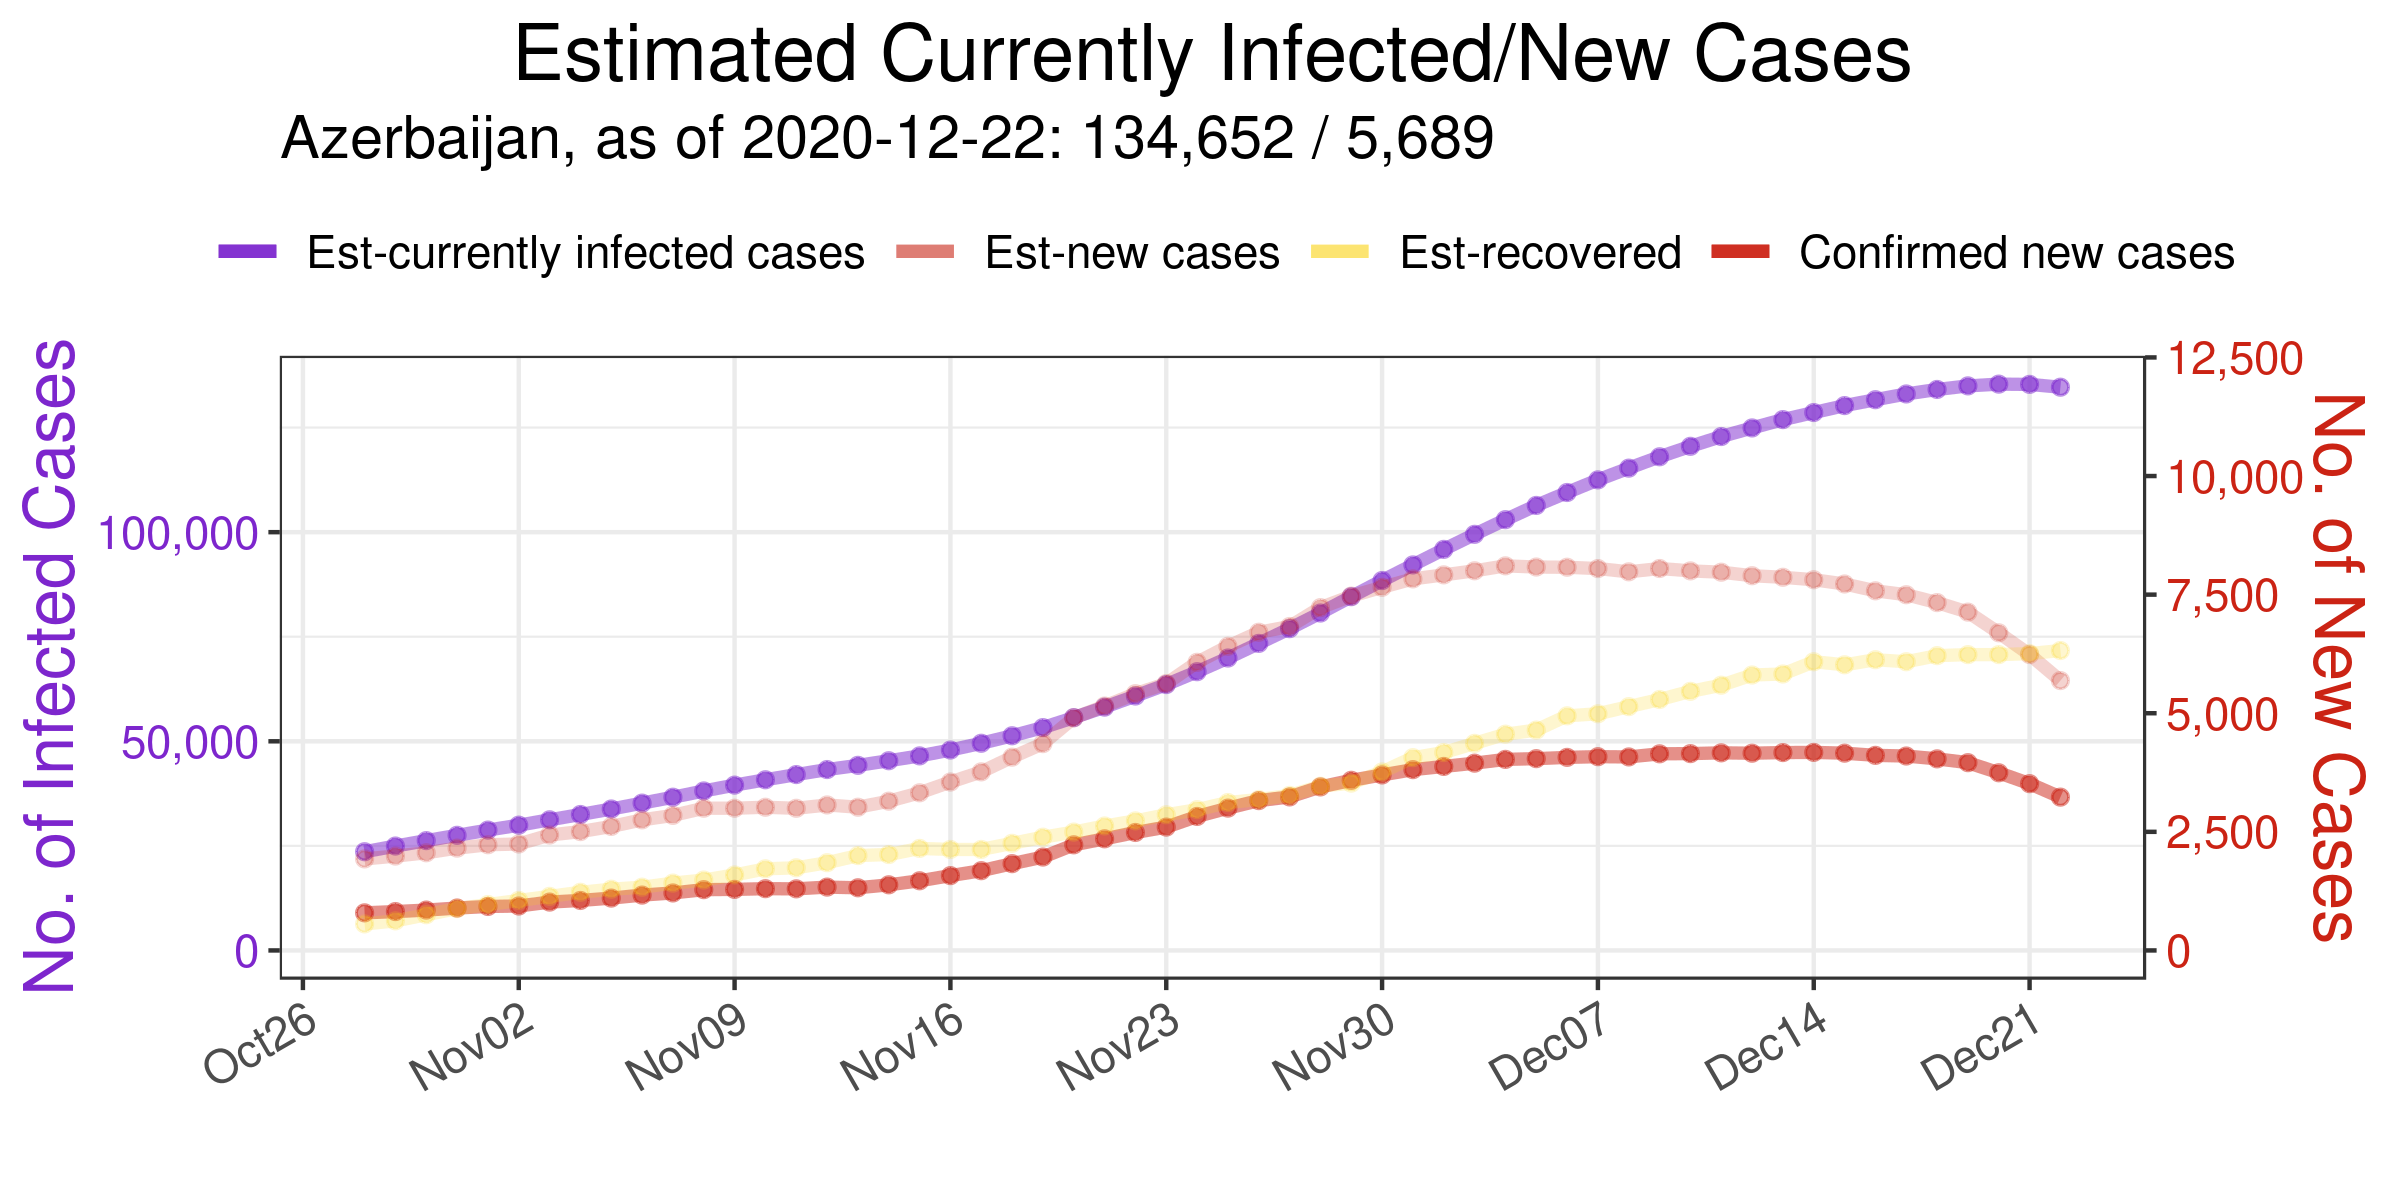 Estimated Currently Infected/New Cases
Azerbaijan, as of 2020-12-22: 134,652 / 5,689
Est-currently infected cases Est-new cases Est-recovered Confirmed new cases
No. of Infected Cases
100,000
50,000
0
12,500
10,000
7,500
5,000
2,500
0
No. of New Cases
Oct26 Nov02 Nov09 Nov16 Nov23 Nov30 Dec07 Dec14 Dec21